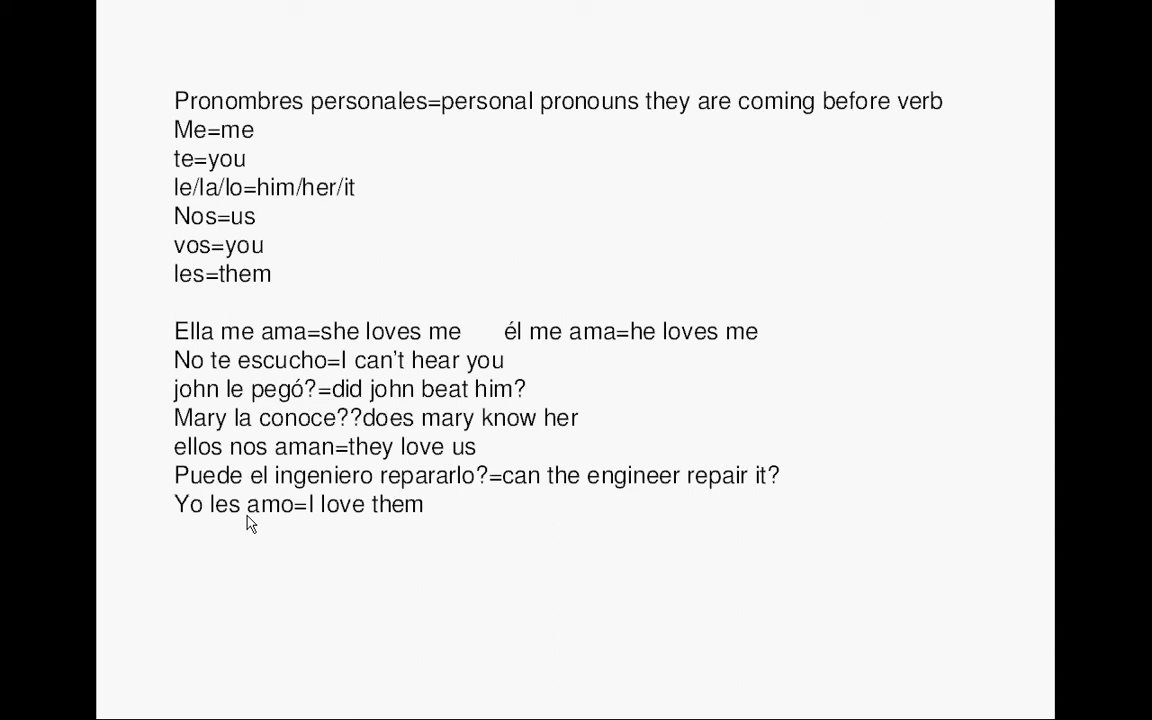 Pronombres personales=personal pronouns they are coming before verb
Me=me
te=you
le/la/lo=him/her/it
Nos=us
vos=you
les=them
Ella me ama=she loves me él me ama=he loves me
No te escucho=I can't hear you
john le pegó?=did john beat him?
Mary la conoce??does mary know her
ellos nos aman=they love us
Puede el ingeniero repararlo?=can the engineer repair it?
Yo les amo=I love them